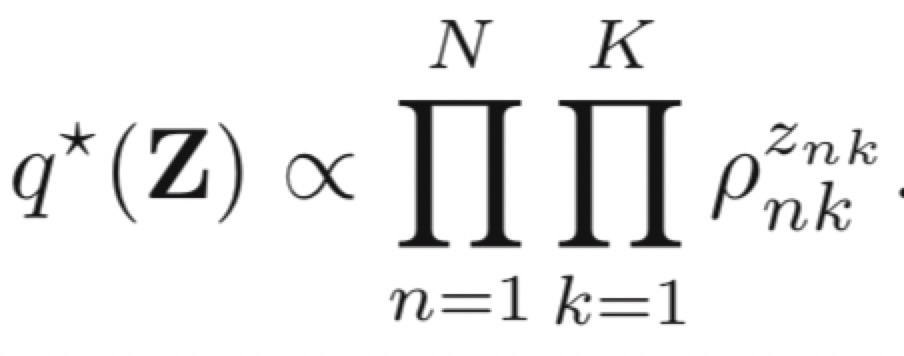 q^⋆(𝐙) ∝ ∏_{n=1}^{N} ∏_{k=1}^{K} ρ_{nk}^{z_{nk}}.